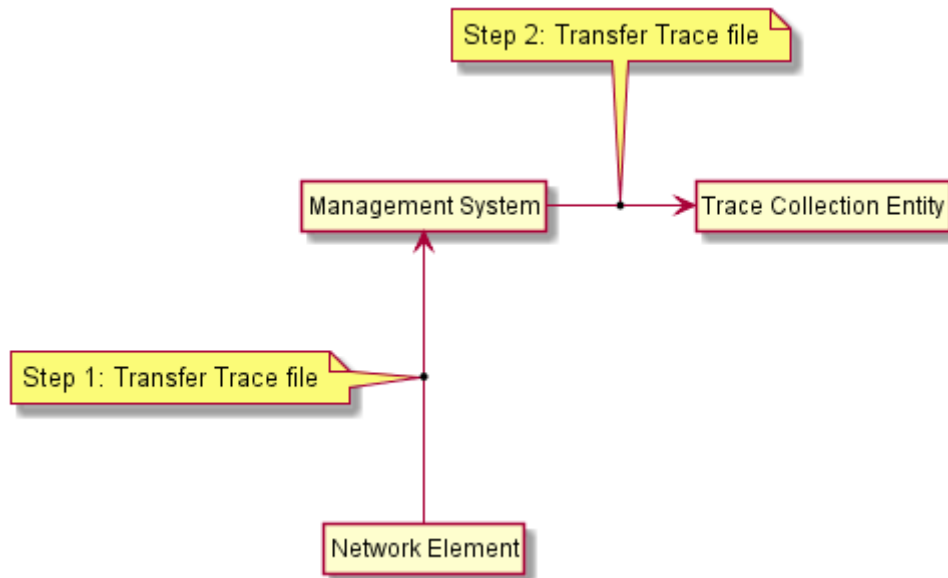 Step 2: Transfer Trace file
Management System
Trace Collection Entity
Step 1: Transfer Trace file
Network Element